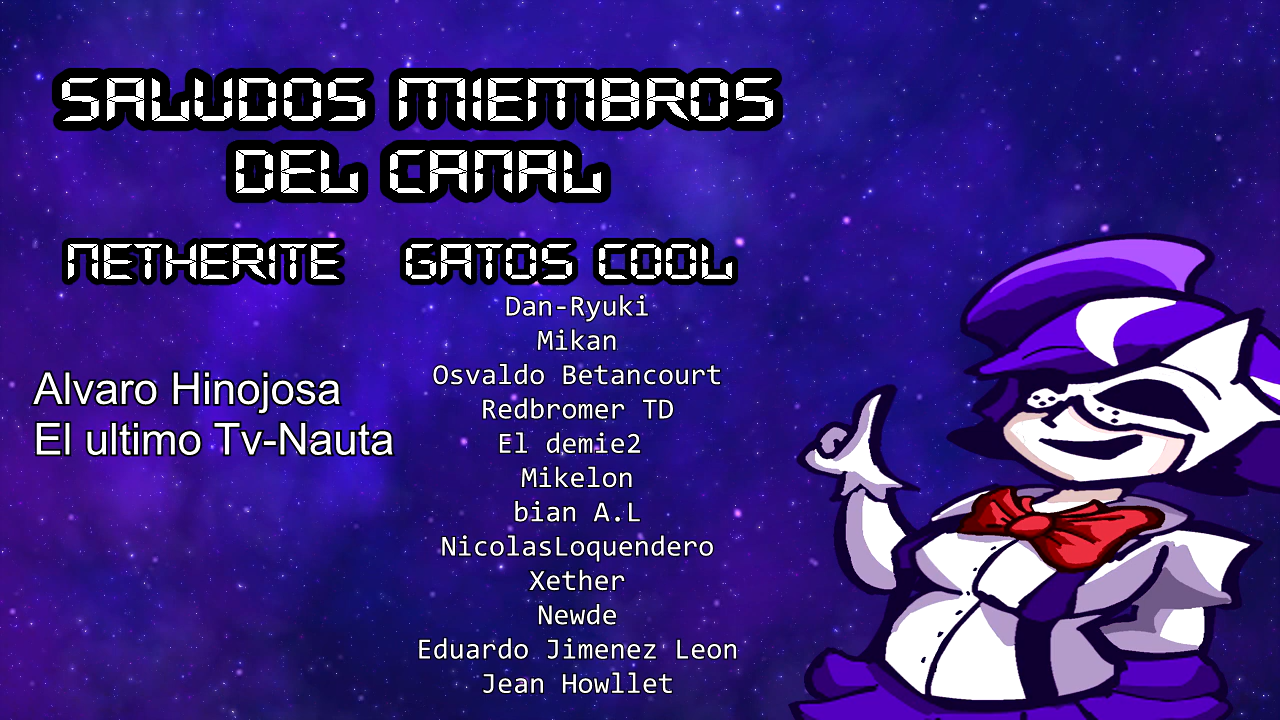 SALUDOS MIEMBROS
DEL CANAL
NETHERITE
Alvaro Hinojosa
El ultimo Tv-Nauta
GATOS COOL
Dan-Ryuki
Mikan
Osvaldo Betancourt
Redbromer TD
El demie2
Mikelon
bian A.L
NicolasLoquendero
Xether
Newde
Eduardo Jimenez Leon
Jean Howllet